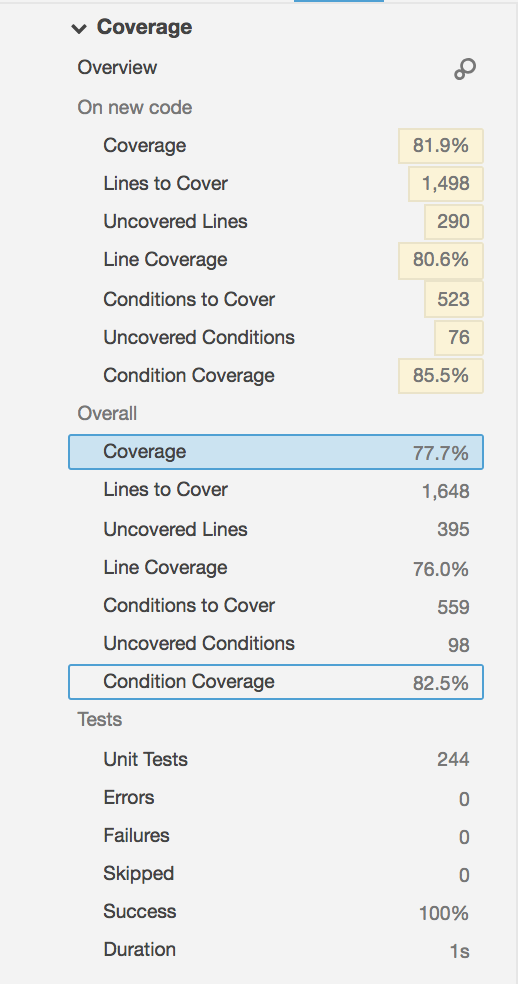 Coverage
Overview
On new code
Coverage 81.9%
Lines to Cover 1,498
Uncovered Lines 290
Line Coverage 80.6%
Conditions to Cover 523
Uncovered Conditions 76
Condition Coverage 85.5%
Overall
Coverage 77.7%
Lines to Cover 1,648
Uncovered Lines 395
Line Coverage 76.0%
Conditions to Cover 559
Uncovered Conditions 98
Condition Coverage 82.5%
Tests
Unit Tests 244
Errors 0
Failures 0
Skipped 0
Success 100%
Duration 1s